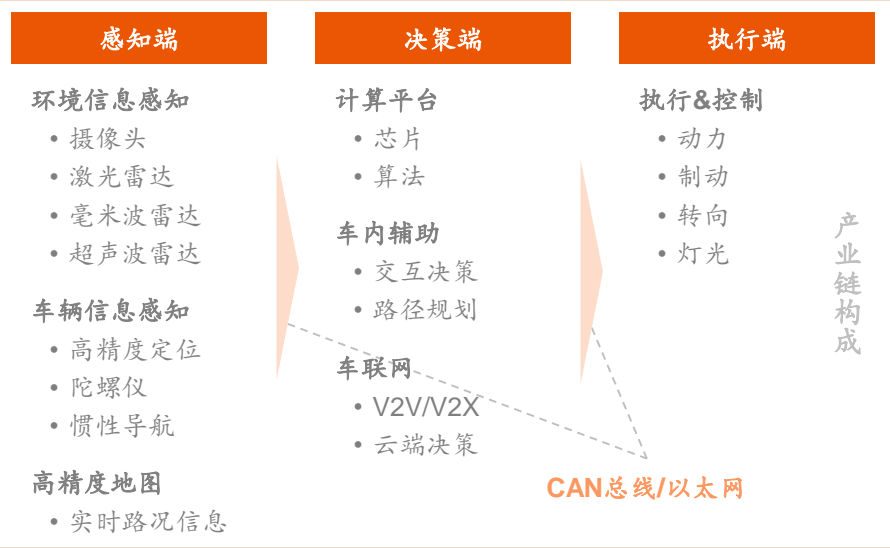 感知端
环境信息感知
• 摄像头
• 激光雷达
• 毫米波雷达
• 超声波雷达
车辆信息感知
• 高精度定位
• 陀螺仪
• 惯性导航
高精度地图
• 实时路况信息
决策端
计算平台
• 芯片
• 算法
车内辅助
• 交互决策
• 路径规划
车联网
• V2V/V2X
• 云端决策
执行端
执行&控制
• 动力
• 制动
• 转向
• 灯光
CAN总线/以太网
产业链构成